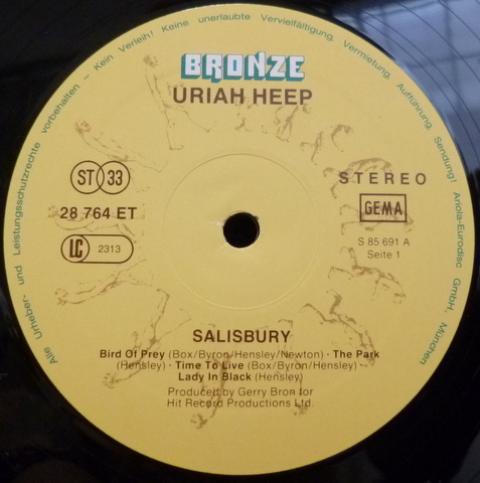 Alle Urheber- und Leistungsschutzrechte vorbehalten – Kein Verleih! Keine unerlaubte Vervielfältigung, Vermietung, Aufführung, Sendung! Ariola-Eurodisc GmbH, München
BRONZE
URIAH HEEP
ST 33
STEREO
28 764 ET
GEMA
LC 2313
S 85 691 A
Seite 1
SALISBURY
Bird Of Prey (Box/Byron/Hensley/Newton) · The Park
(Hensley) · Time To Live (Box/Byron/Hensley) ·
Lady In Black (Hensley)
Produced by Gerry Bron for
Hit Record Productions Ltd.